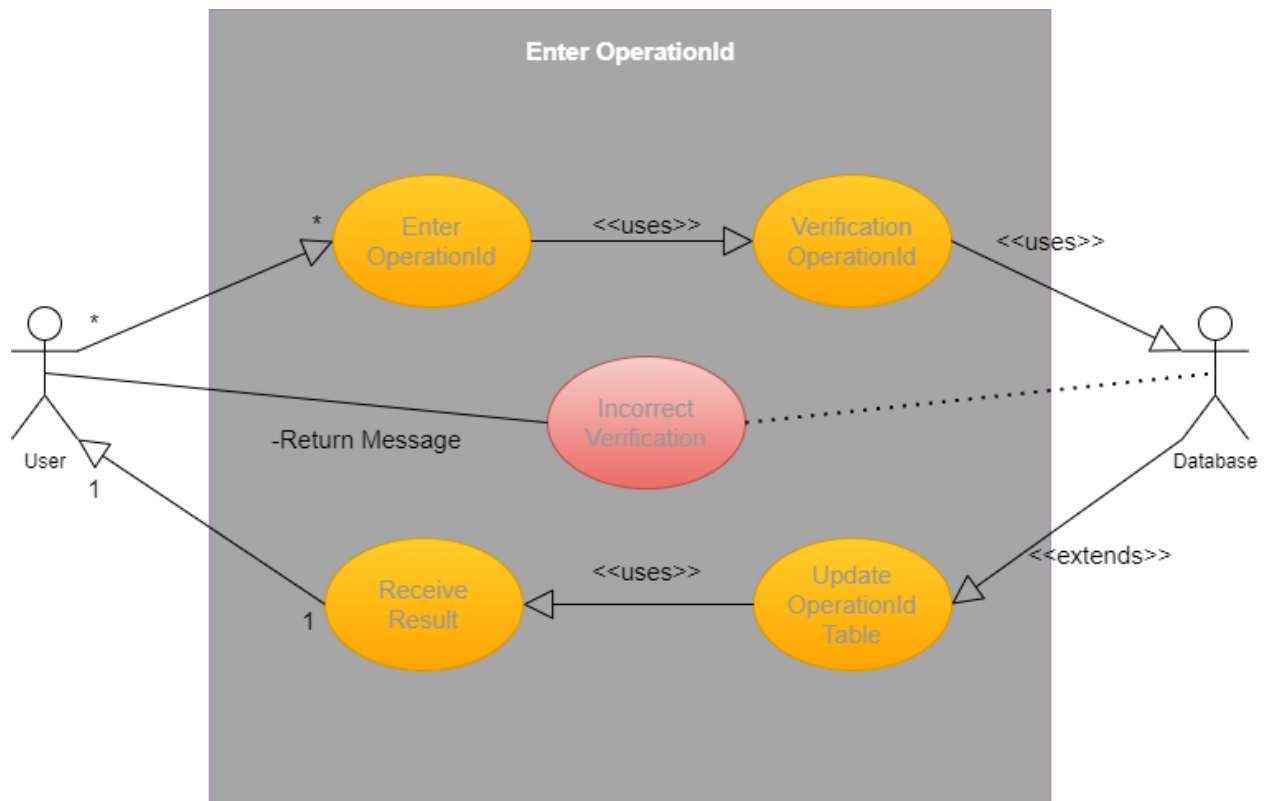 Enter OperationId
*
Enter
OperationId
<<uses>>
Verification
OperationId
<<uses>>
*
User
Incorrect
Verification
-Return Message
Database
1
1
Receive
Result
<<uses>>
Update
OperationId
Table
<<extends>>